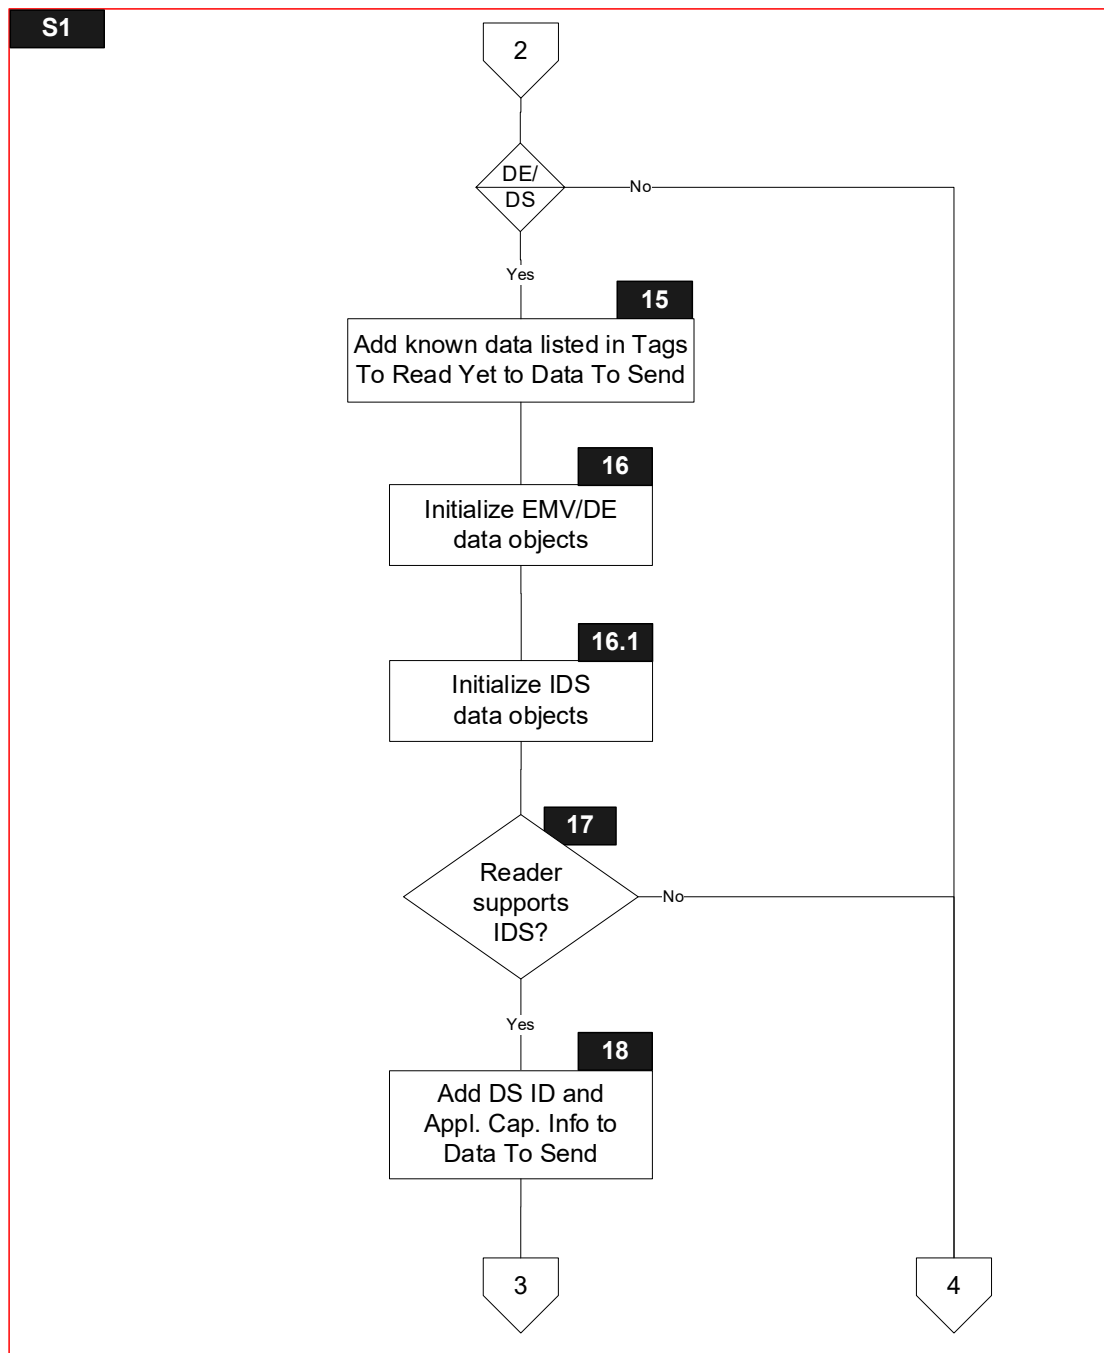 S1
2
DE/
DS
No
Yes
15
Add known data listed in Tags
To Read Yet to Data To Send
16
Initialize EMV/DE
data objects
16.1
Initialize IDS
data objects
17
Reader
supports
IDS?
No
Yes
18
Add DS ID and
Appl. Cap. Info to
Data To Send
3
4